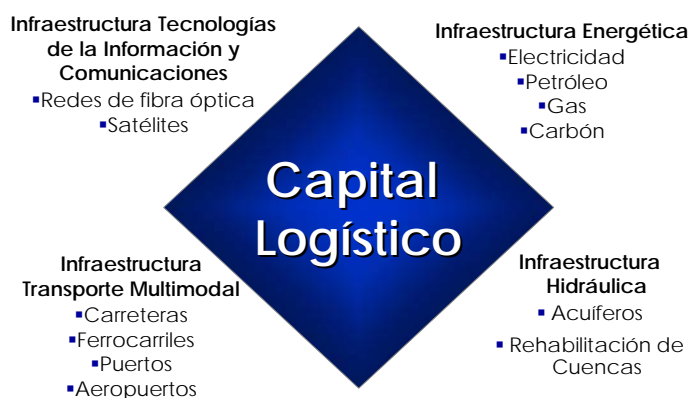 Infraestructura Tecnologías
de la Información y
Comunicaciones
▪Redes de fibra óptica
▪Satélites
Infraestructura Energética
▪Electricidad
▪Petróleo
▪Gas
▪Carbón
Capital
Logístico
Infraestructura
Transporte Multimodal
▪Carreteras
▪Ferrocarriles
▪Puertos
▪Aeropuertos
Infraestructura
Hidráulica
▪ Acuíferos
▪ Rehabilitación de
Cuencas